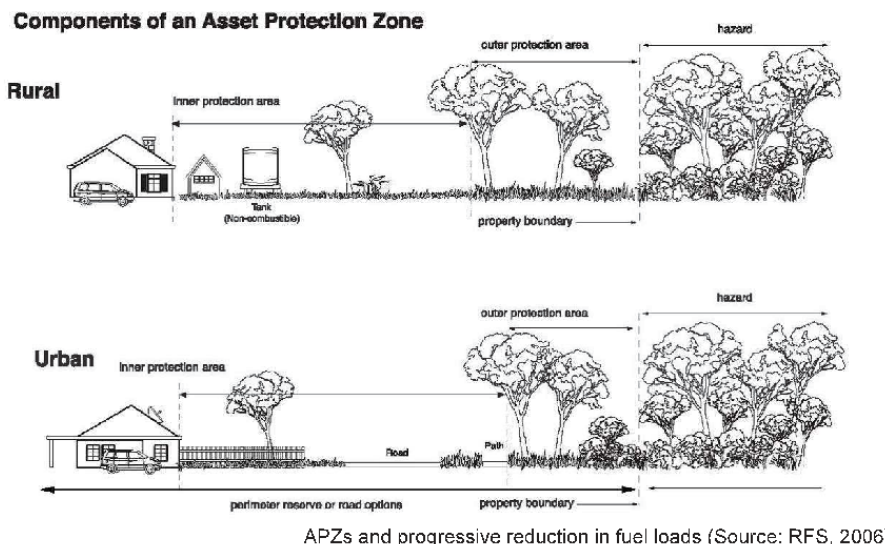 Components of an Asset Protection Zone
hazard
outer protection area
Rural
inner protection area
Tank
(Non-combustible)
property boundary
hazard
outer protection area
Urban
inner protection area
Road
Path
perimeter reserve or road options
property boundary
APZs and progressive reduction in fuel loads (Source: RFS, 2006